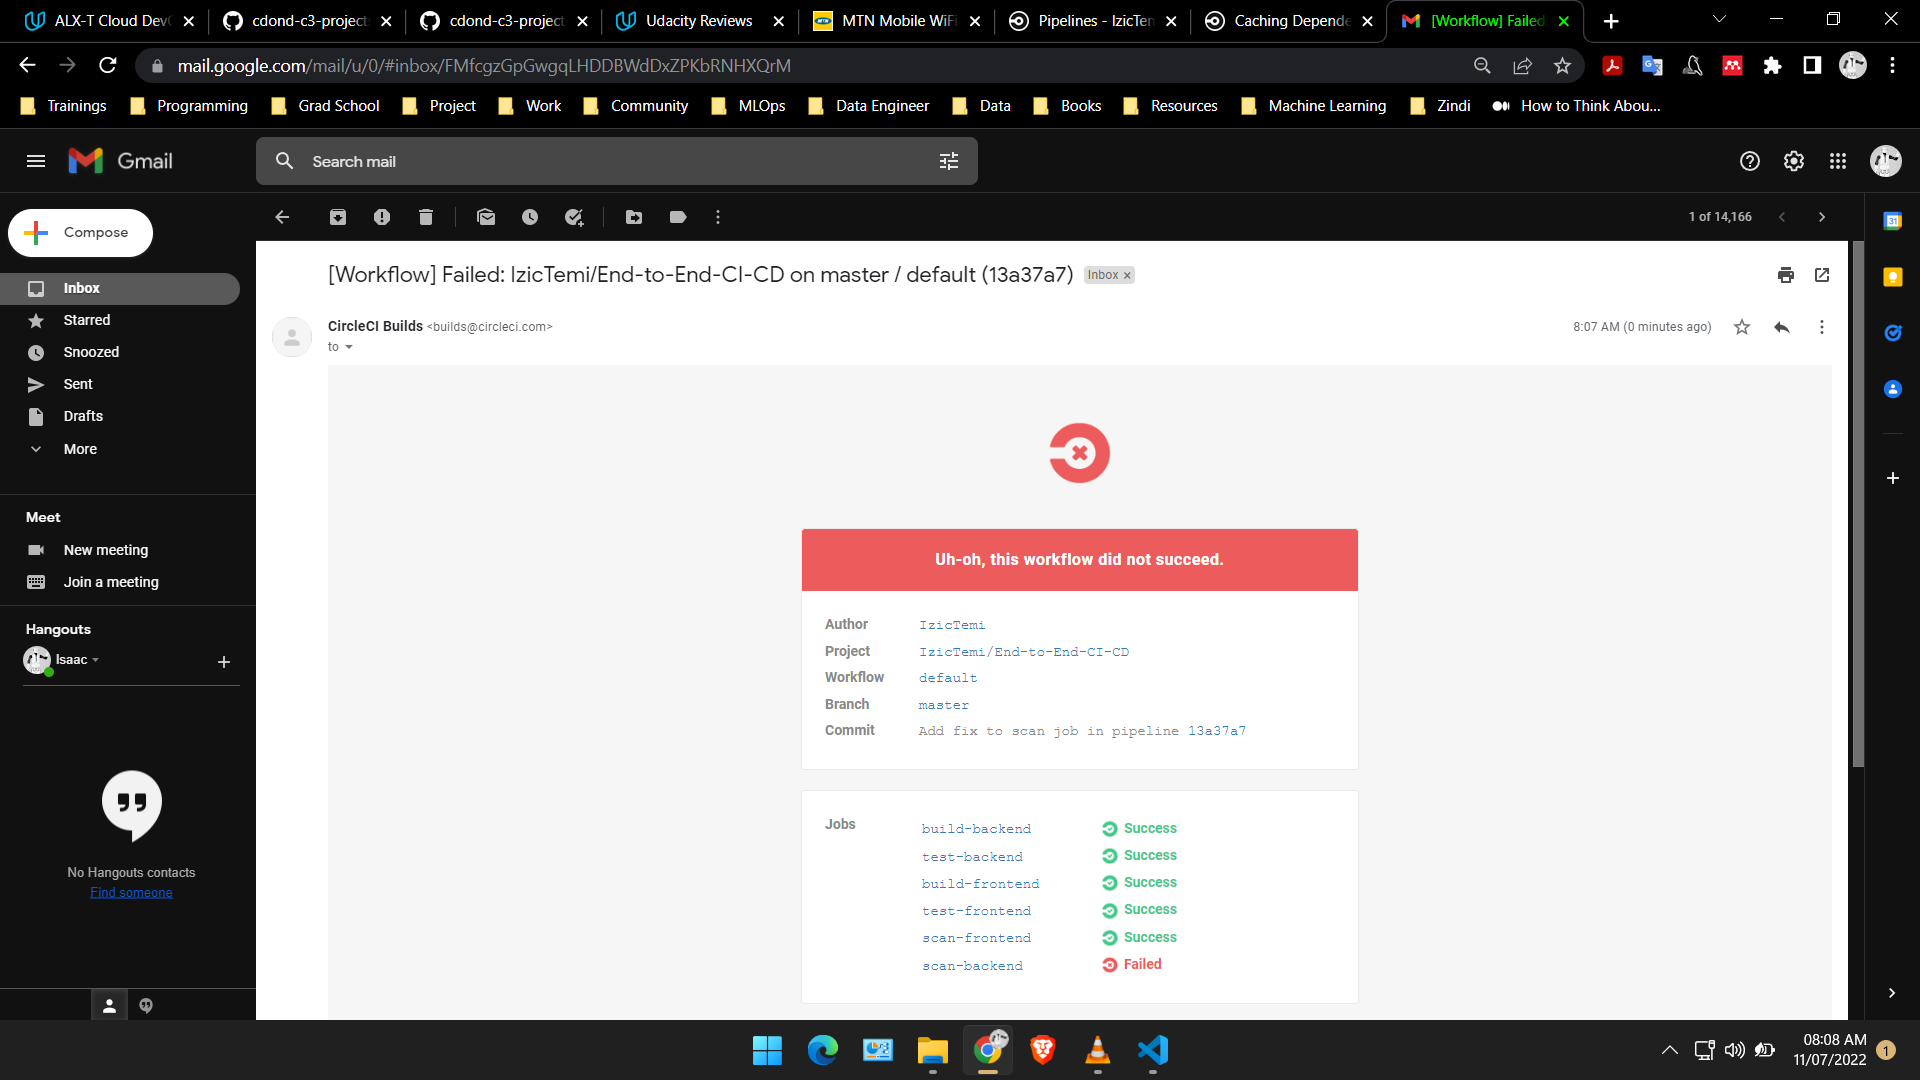 ALX-T Cloud Dev
cdond-c3-project
cdond-c3-project
Udacity Reviews
MTN Mobile WiFi
Pipelines - IzicTem
Caching Depende
[Workflow] Failed
mail.google.com/mail/u/0/#inbox/FMfcgzGpGwgqLHDDBWdDxZPKbRNHXQrM
Trainings
Programming
Grad School
Project
Work
Community
MLOps
Data Engineer
Data
Books
Resources
Machine Learning
Zindi
How to Think Abou...
Gmail
Search mail
Compose
1 of 14,166
Inbox
Starred
Snoozed
Sent
Drafts
More
Meet
New meeting
Join a meeting
Hangouts
Isaac
No Hangouts contacts
Find someone
[Workflow] Failed: IzicTemi/End-to-End-CI-CD on master / default (13a37a7)
Inbox ×
CircleCI Builds <builds@circleci.com>
8:07 AM (0 minutes ago)
to
Uh-oh, this workflow did not succeed.
Author IzicTemi
Project IzicTemi/End-to-End-CI-CD
Workflow default
Branch master
Commit Add fix to scan job in pipeline 13a37a7
Jobs
build-backend Success
test-backend Success
build-frontend Success
test-frontend Success
scan-frontend Success
scan-backend Failed
31
08:08 AM
11/07/2022
1